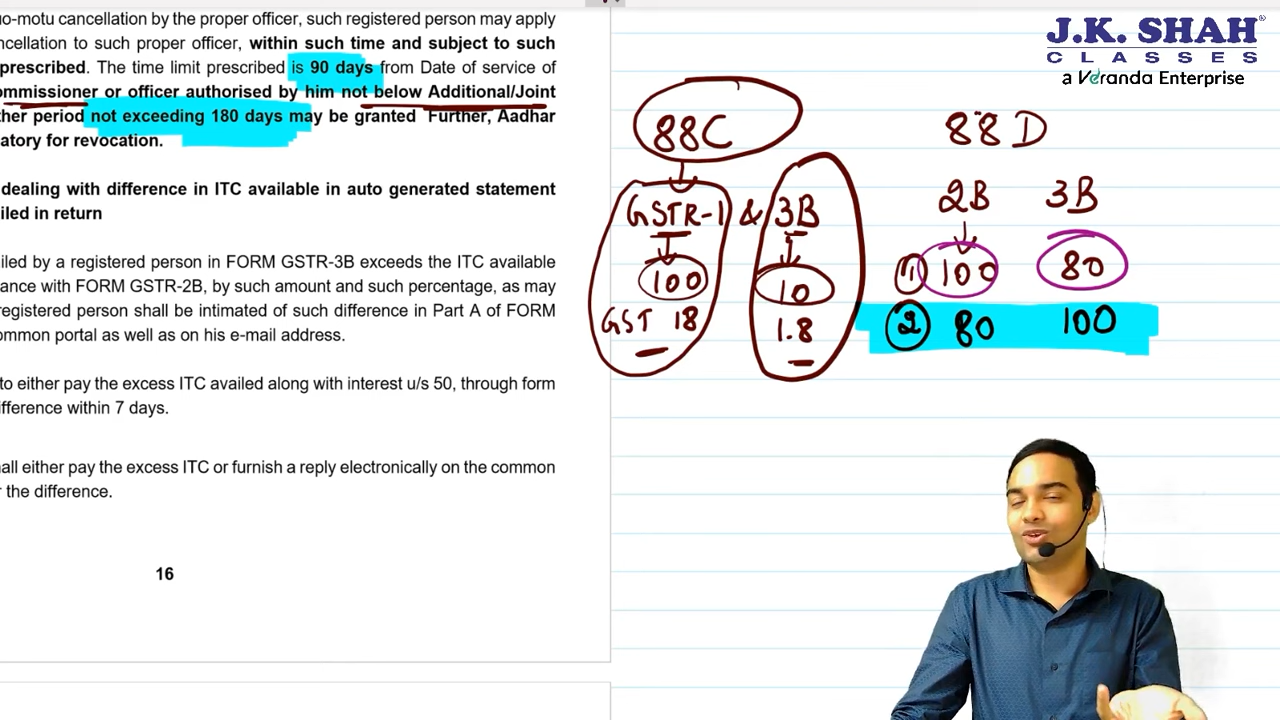 uo-motu cancellation by the proper officer, such registered person may apply
ncellation to such proper officer, within such time and subject to such
prescribed. The time limit prescribed is 90 days from Date of service of
ommissioner or officer authorised by him not below Additional/Joint
ther period not exceeding 180 days may be granted Further, Aadhar
atory for revocation.
dealing with difference in ITC available in auto generated statement
iled in return
iled by a registered person in FORM GSTR-3B exceeds the ITC available
ance with FORM GSTR-2B, by such amount and such percentage, as may
registered person shall be intimated of such difference in Part A of FORM
ommon portal as well as on his e-mail address.
to either pay the excess ITC availed along with interest u/s 50, through form
ifference within 7 days.
all either pay the excess ITC or furnish a reply electronically on the common
r the difference.
16
J.K. SHAH®
CLASSES
a Veranda Enterprise
88C
GSTR-1 & 3B
100 10
GST 18 1.8
88D
2B 3B
1 100 80
2 80 100